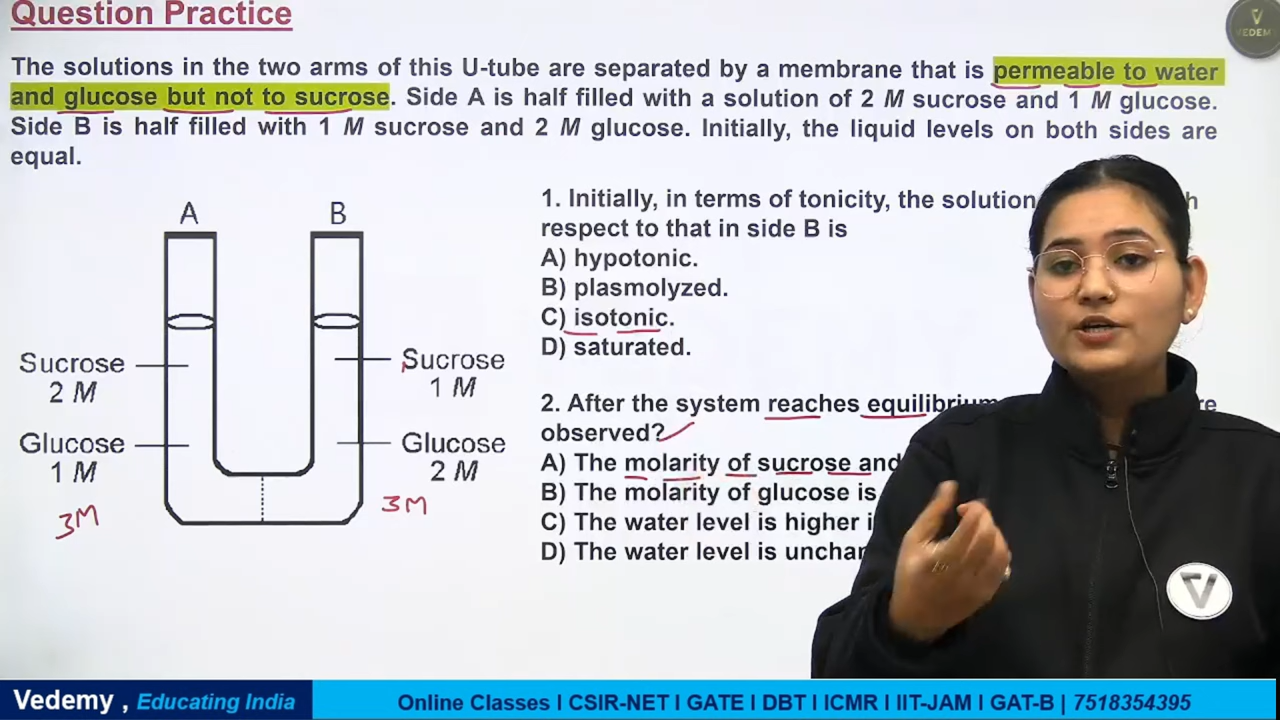 Question Practice
VEDEMY
The solutions in the two arms of this U-tube are separated by a membrane that is permeable to water
and glucose but not to sucrose. Side A is half filled with a solution of 2 M sucrose and 1 M glucose.
Side B is half filled with 1 M sucrose and 2 M glucose. Initially, the liquid levels on both sides are
equal.
A B
Sucrose
2 M
Glucose
1 M
3M
Sucrose
1 M
Glucose
2 M
3M
1. Initially, in terms of tonicity, the solution
respect to that in side B is
A) hypotonic.
B) plasmolyzed.
C) isotonic.
D) saturated.
2. After the system reaches
observed?
A) The molarity of sucrose and
B) The molarity of glucose is
C) The water level is higher
D) The water level is
Vedemy , Educating India
Online Classes I CSIR-NET I GATE I DBT I ICMR I IIT-JAM I GAT-B | 7518354395